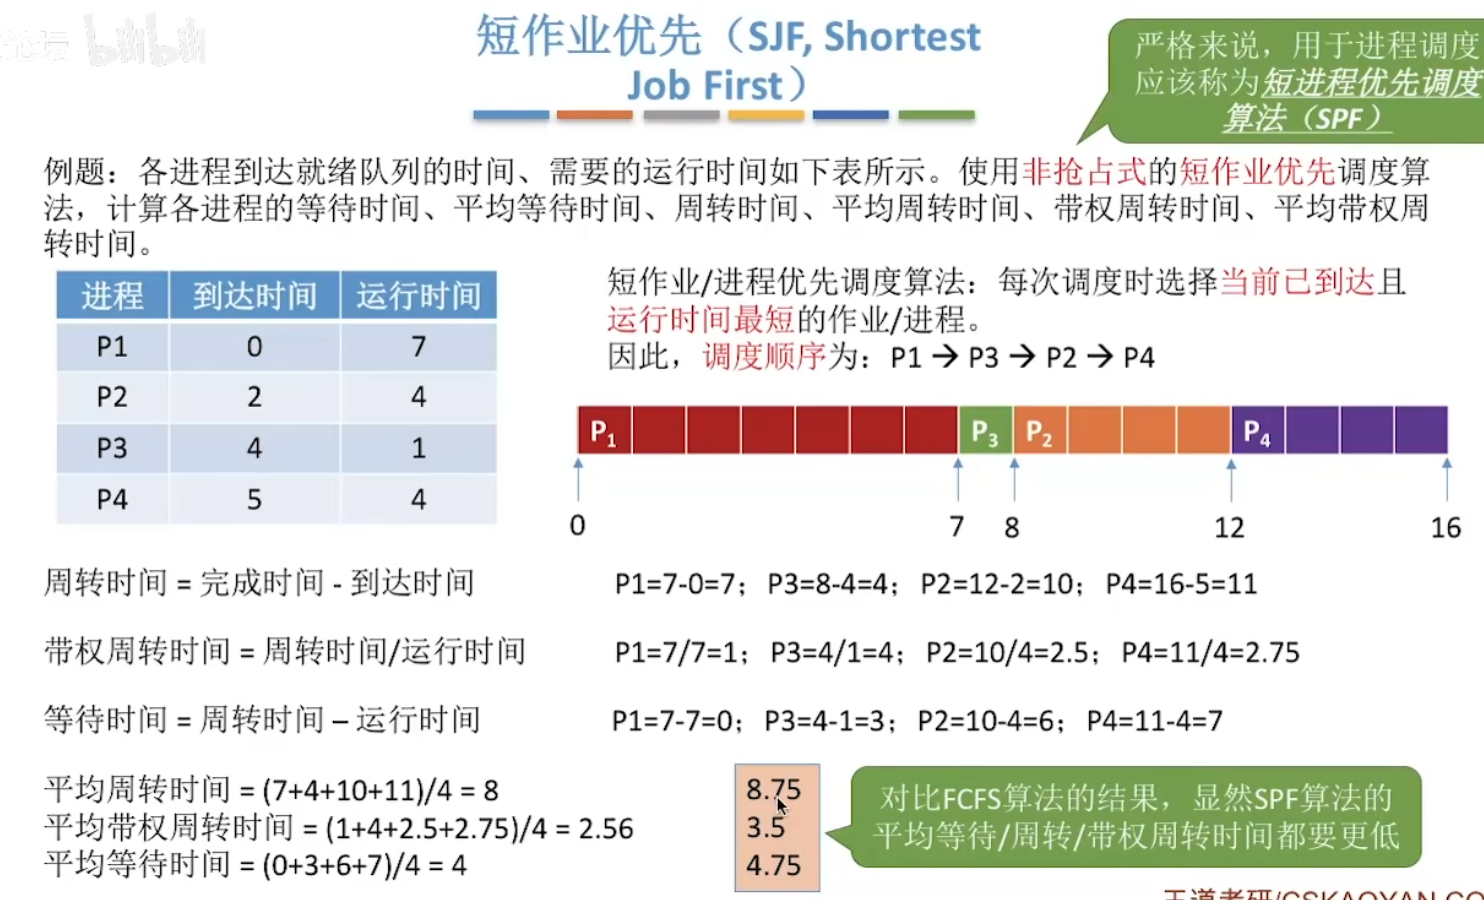 论坛 bilibili
短作业优先（SJF, Shortest
Job First）
严格来说，用于进程调度
应该称为短进程优先调度
算法（SPF）
例题：各进程到达就绪队列的时间、需要的运行时间如下表所示。使用非抢占式的短作业优先调度算
法，计算各进程的等待时间、平均等待时间、周转时间、平均周转时间、带权周转时间、平均带权周
转时间。
进程 到达时间 运行时间
P1 0 7
P2 2 4
P3 4 1
P4 5 4
短作业/进程优先调度算法：每次调度时选择当前已到达且
运行时间最短的作业/进程。
因此，调度顺序为：P1 → P3 → P2 → P4
P1 P3 P2 P4
0 7 8 12 16
周转时间 = 完成时间 - 到达时间
P1=7-0=7；P3=8-4=4；P2=12-2=10；P4=16-5=11
带权周转时间 = 周转时间/运行时间
P1=7/7=1；P3=4/1=4；P2=10/4=2.5；P4=11/4=2.75
等待时间 = 周转时间 – 运行时间
P1=7-7=0；P3=4-1=3；P2=10-4=6；P4=11-4=7
平均周转时间 = (7+4+10+11)/4 = 8
平均带权周转时间 = (1+4+2.5+2.75)/4 = 2.56
平均等待时间 = (0+3+6+7)/4 = 4
8.75
3.5
4.75
对比FCFS算法的结果，显然SPF算法的
平均等待/周转/带权周转时间都要更低